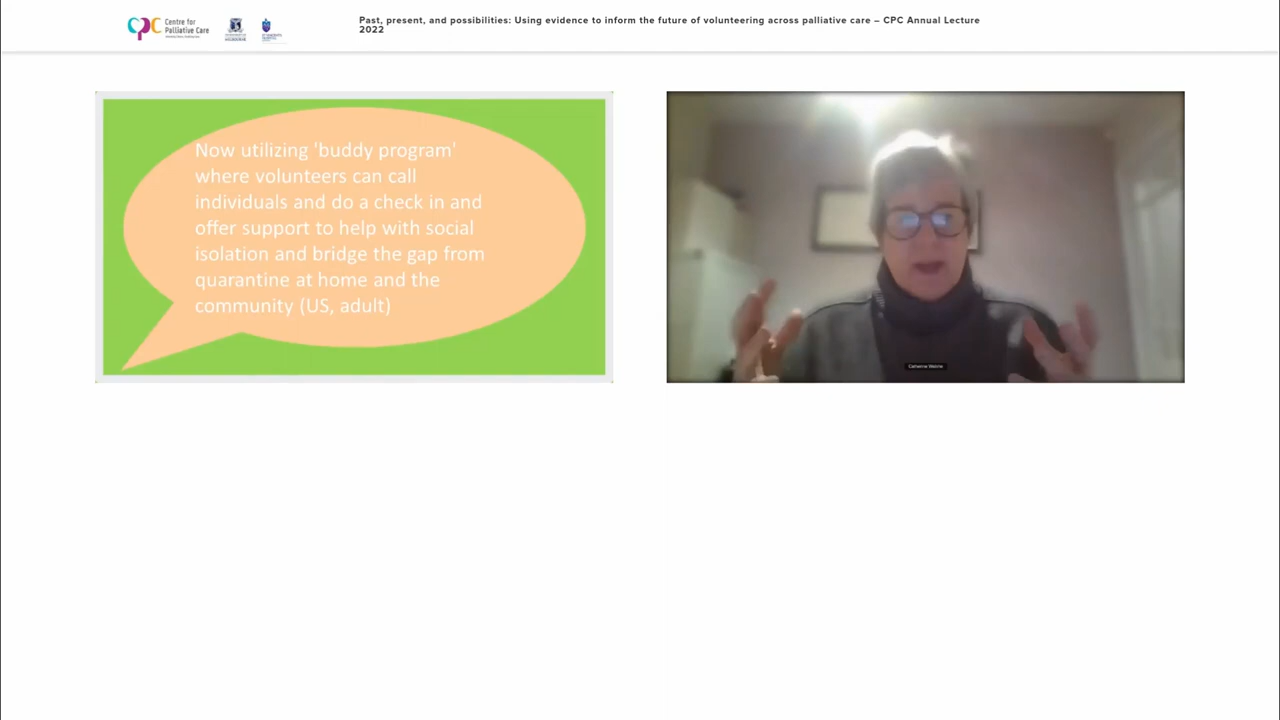 Centre for
Palliative Care
Past, present, and possibilities: Using evidence to inform the future of volunteering across palliative care – CPC Annual Lecture
2022
Now utilizing 'buddy program'
where volunteers can call
individuals and do a check in and
offer support to help with social
isolation and bridge the gap from
quarantine at home and the
community (US, adult)